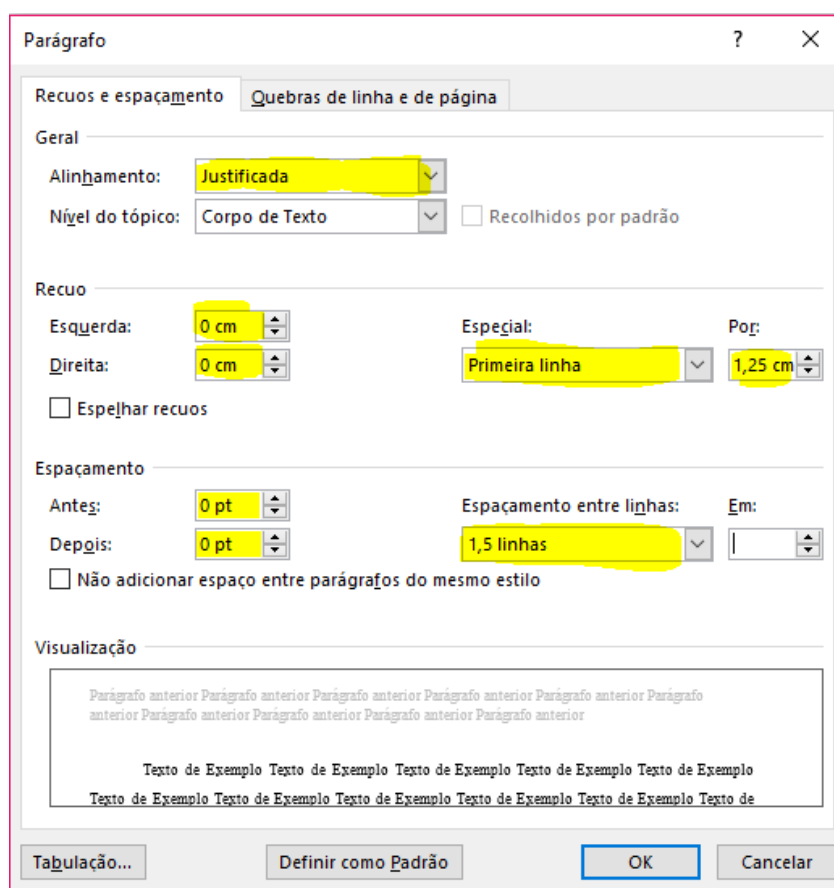 Parágrafo ?
Recuos e espaçamento Quebras de linha e de página
Geral
Alinhamento: Justificada
Nível do tópico: Corpo de Texto Recolhidos por padrão
Recuo
Esquerda: 0 cm Especial: Por:
Direita: 0 cm Primeira linha 1,25 cm
Espelhar recuos
Espaçamento
Antes: 0 pt Espaçamento entre linhas: Em:
Depois: 0 pt 1,5 linhas
Não adicionar espaço entre parágrafos do mesmo estilo
Visualização
Parágrafo anterior Parágrafo anterior Parágrafo anterior Parágrafo anterior Parágrafo anterior Parágrafo
anterior Parágrafo anterior Parágrafo anterior Parágrafo anterior Parágrafo anterior
Texto de Exemplo Texto de Exemplo Texto de Exemplo Texto de Exemplo Texto de Exemplo
Texto de Exemplo Texto de Exemplo Texto de Exemplo Texto de Exemplo Texto de Exemplo Texto de
Tabulação... Definir como Padrão OK Cancelar